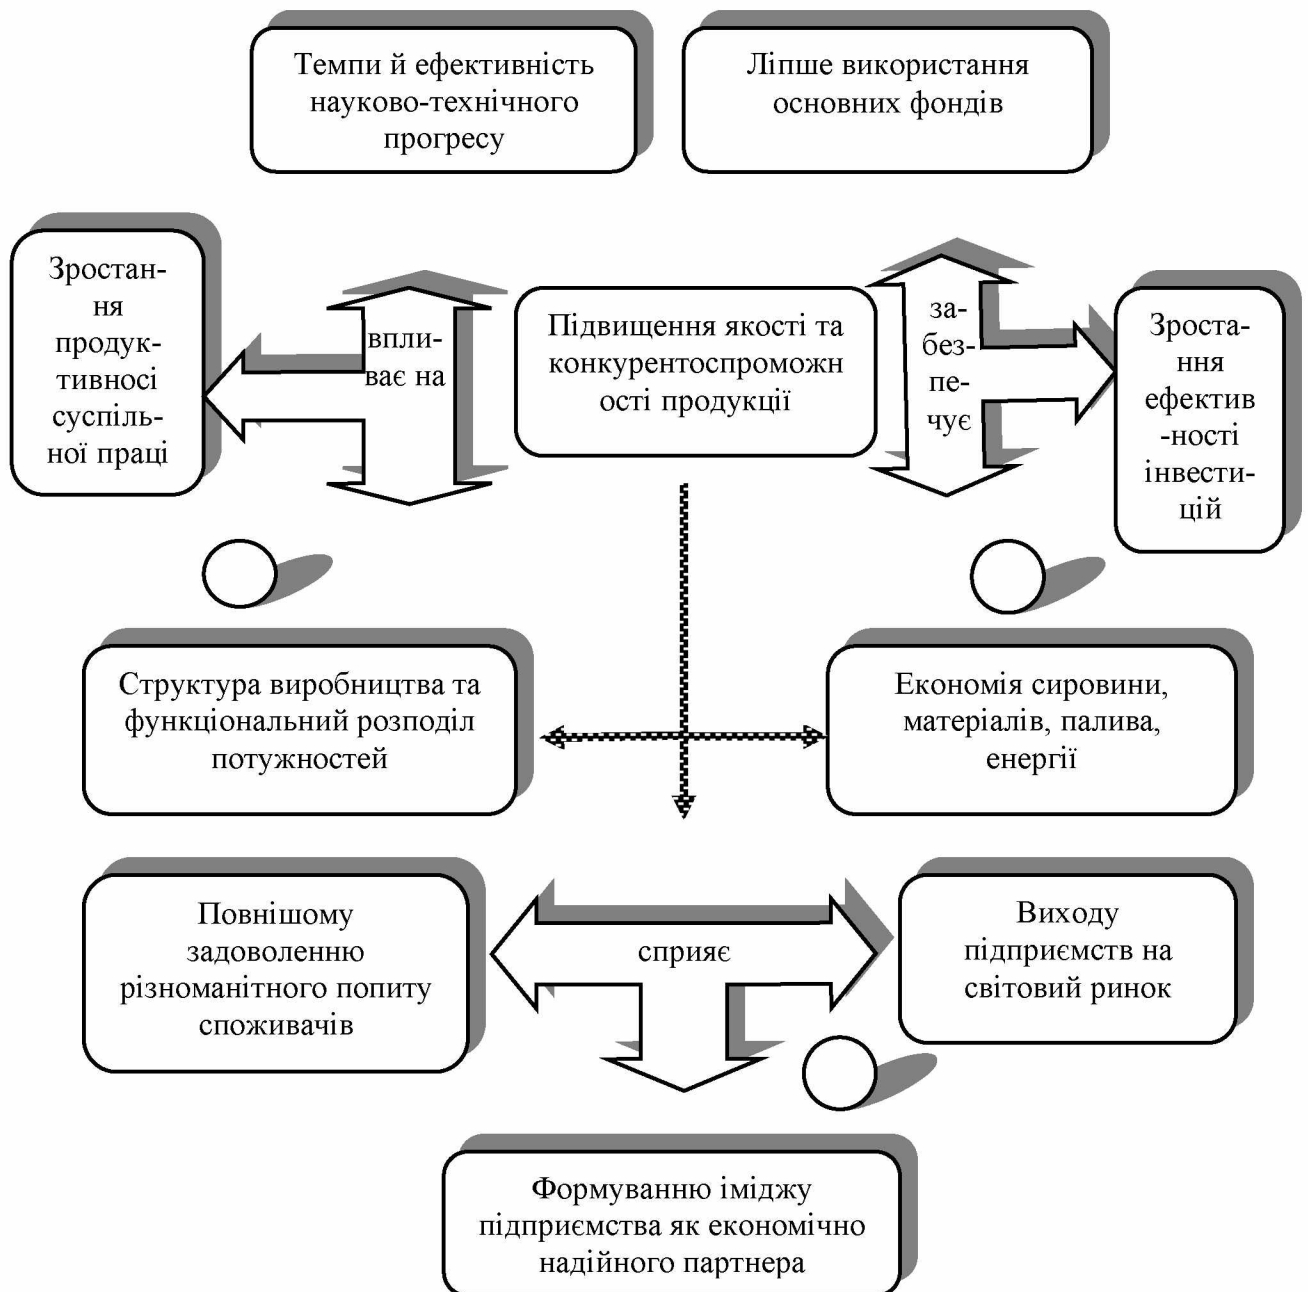 Темпи й ефективність
науково-технічного
прогресу
Ліпше використання
основних фондів
Зростан-
ня
продук-
тивносі
суспіль-
ної праці
впли-
ває на
Підвищення якості та
конкурентоспроможн
ості продукції
за-
без-
пе-
чує
Зроста-
ння
ефектив
-ності
інвести-
цій
Структура виробництва та
функціональний розподіл
потужностей
Економія сировини,
матеріалів, палива,
енергії
Повнішому
задоволенню
різноманітного попиту
споживачів
сприяє
Виходу
підприємств на
світовий ринок
Формуванню іміджу
підприємства як економічно
надійного партнера